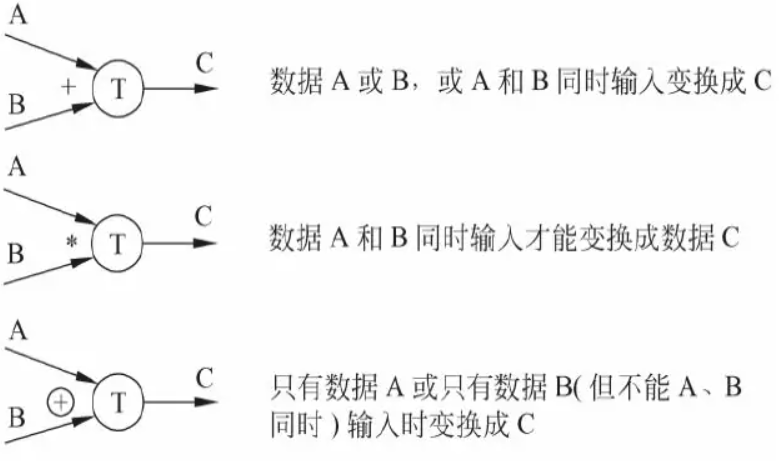 A
+ T C
B
数据 A 或 B，或 A 和 B 同时输入变换成 C
A
* T C
B
数据 A 和 B 同时输入才能变换成数据 C
A
⊕ T C
B
只有数据 A 或只有数据 B( 但不能 A、B
同时 ) 输入时变换成 C